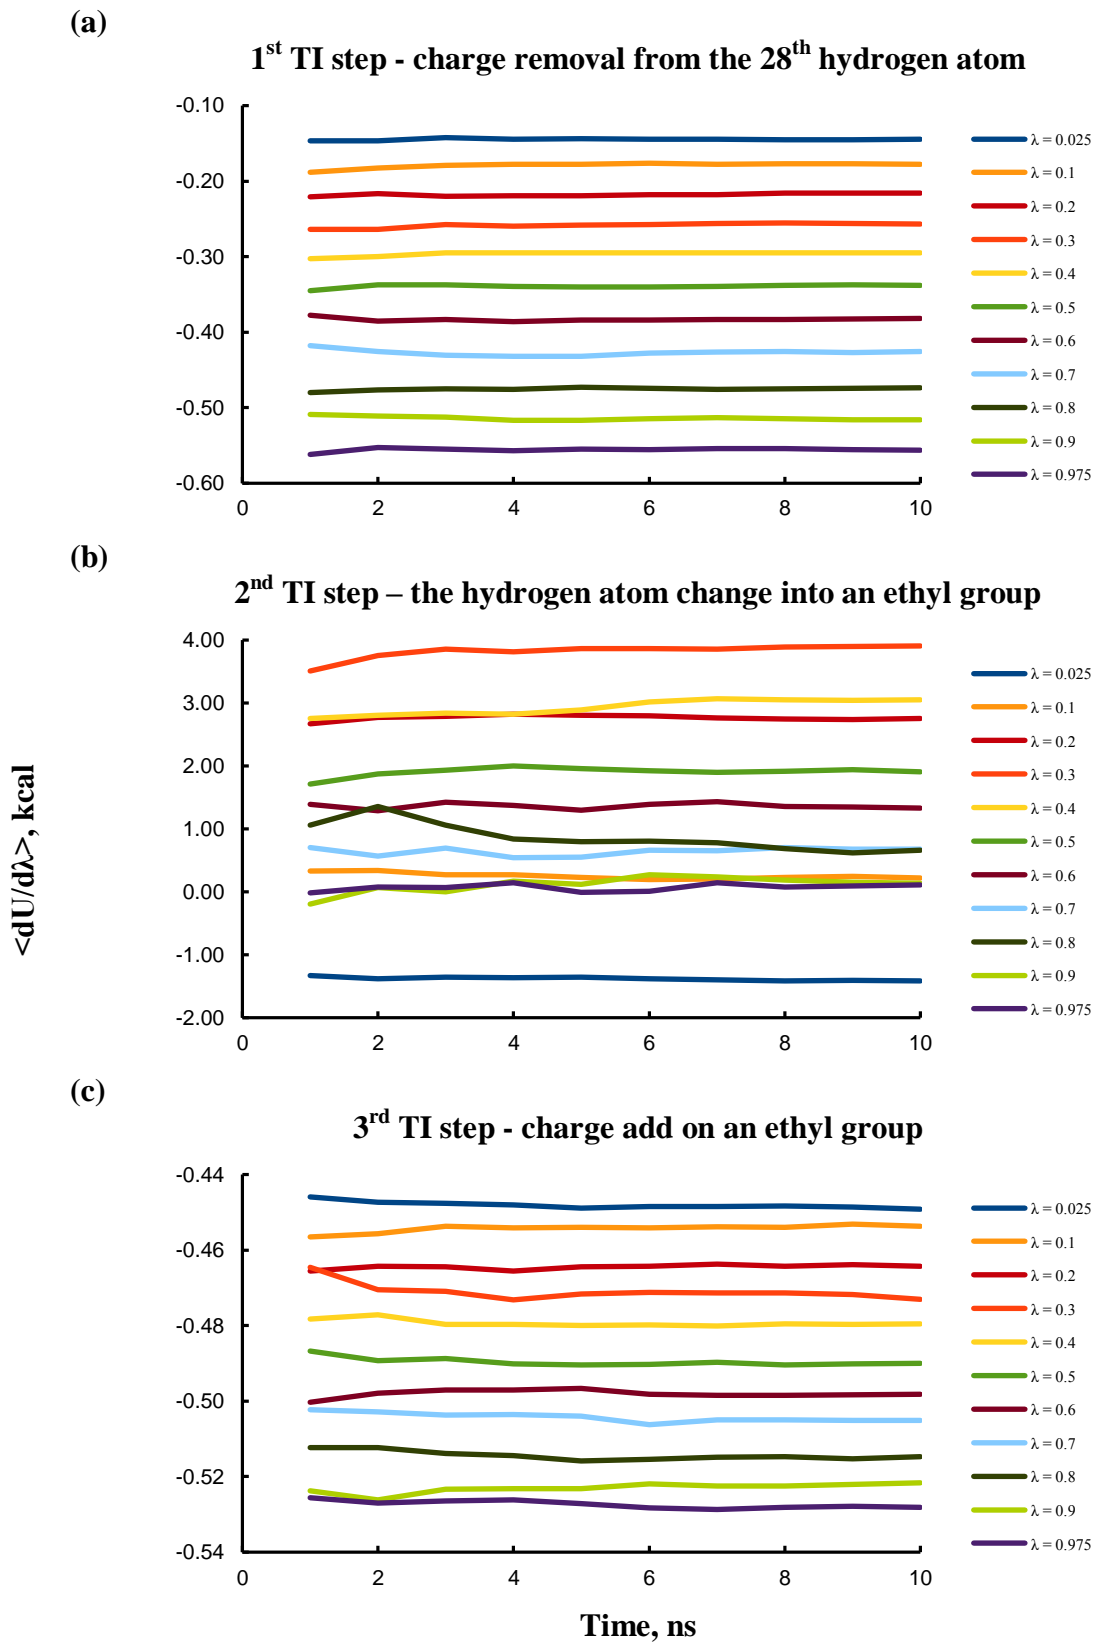 (a)
1st TI step - charge removal from the 28th hydrogen atom
-0.10
-0.20
-0.30
-0.40
-0.50
-0.60
0 2 4 6 8 10
λ = 0.025
λ = 0.1
λ = 0.2
λ = 0.3
λ = 0.4
λ = 0.5
λ = 0.6
λ = 0.7
λ = 0.8
λ = 0.9
λ = 0.975
(b)
2nd TI step – the hydrogen atom change into an ethyl group
4.00
3.00
2.00
1.00
0.00
-1.00
-2.00
0 2 4 6 8 10
λ = 0.025
λ = 0.1
λ = 0.2
λ = 0.3
λ = 0.4
λ = 0.5
λ = 0.6
λ = 0.7
λ = 0.8
λ = 0.9
λ = 0.975
<dU/dλ>, kcal
(c)
3rd TI step - charge add on an ethyl group
-0.44
-0.46
-0.48
-0.50
-0.52
-0.54
0 2 4 6 8 10
λ = 0.025
λ = 0.1
λ = 0.2
λ = 0.3
λ = 0.4
λ = 0.5
λ = 0.6
λ = 0.7
λ = 0.8
λ = 0.9
λ = 0.975
Time, ns